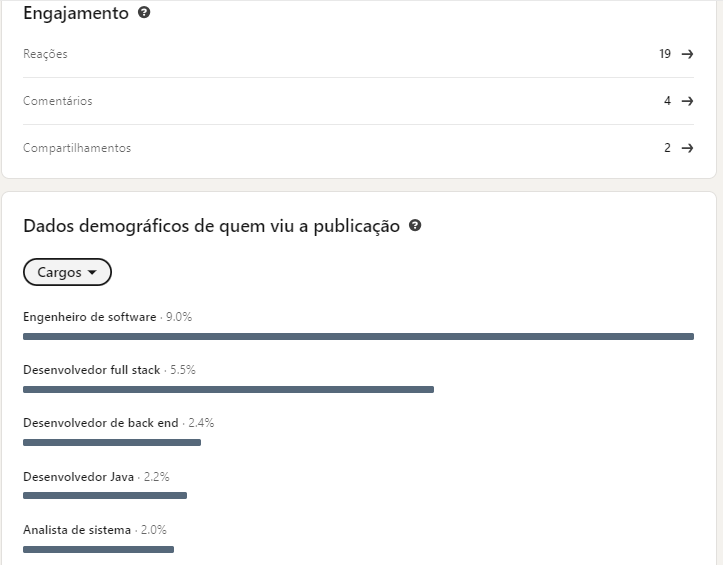 Engajamento
Reações 19
Comentários 4
Compartilhamentos 2
Dados demográficos de quem viu a publicação
Cargos
Engenheiro de software · 9.0%
Desenvolvedor full stack · 5.5%
Desenvolvedor de back end · 2.4%
Desenvolvedor Java · 2.2%
Analista de sistema · 2.0%